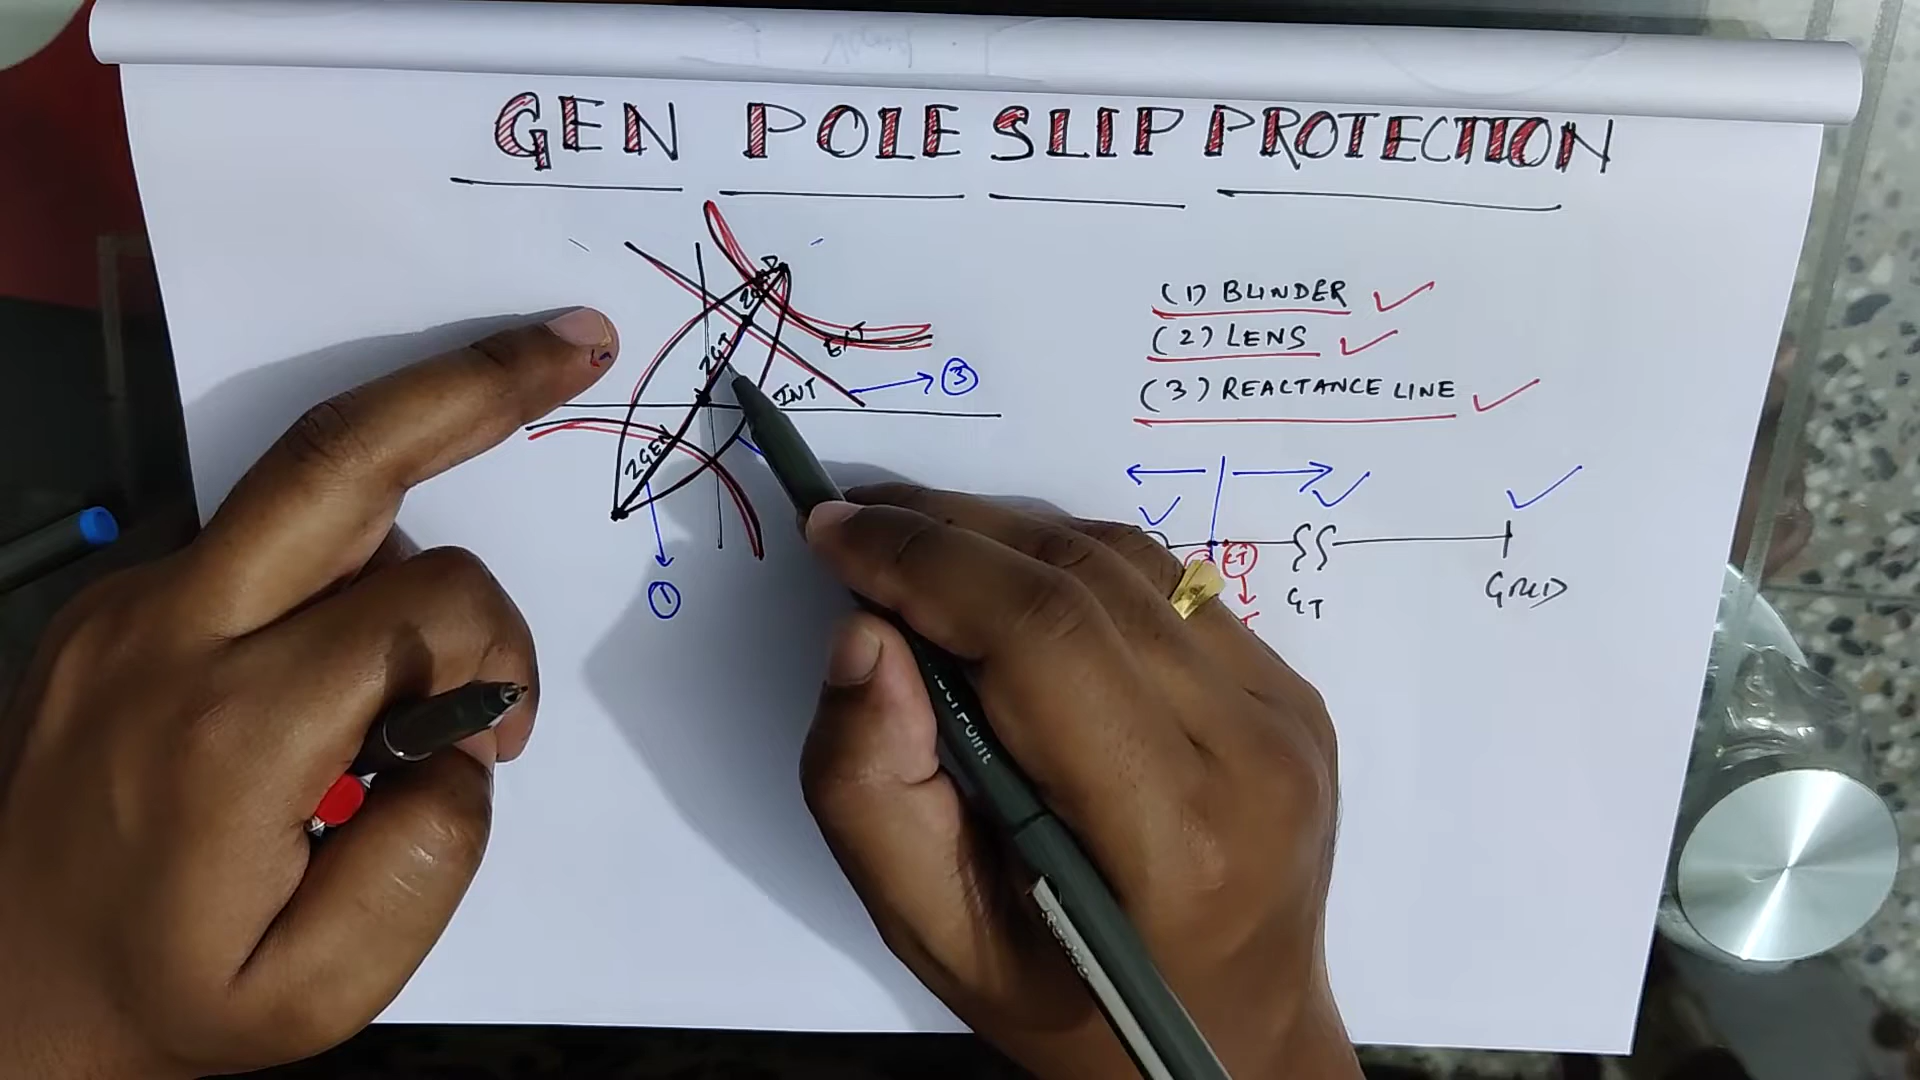 GEN POLE SLIP PROTECTION
(1) BLINDER
(2) LENS
(3) REACTANCE LINE
ZGT
EXT
INT
3
ZGEN
1
CT
GT
GRID